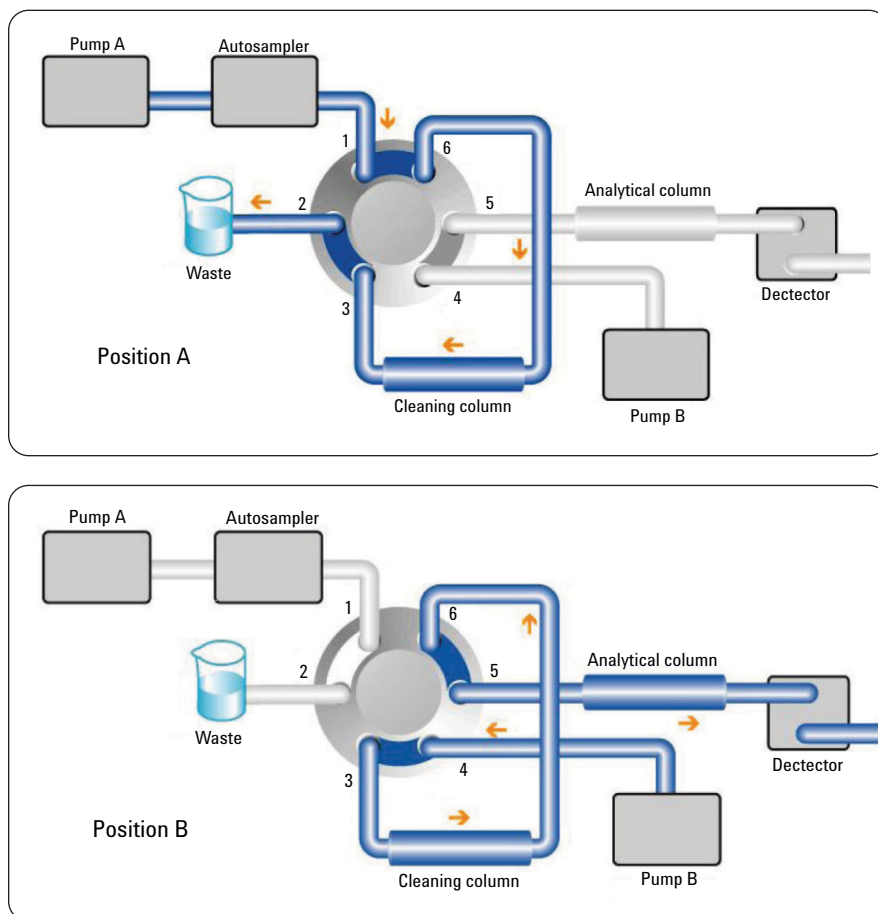 Pump A
Autosampler
1
6
Analytical column
2
5
Waste
3
4
Dectector
Position A
Cleaning column
Pump B
Pump A
Autosampler
1
6
Analytical column
2
5
Waste
3
4
Dectector
Position B
Cleaning column
Pump B